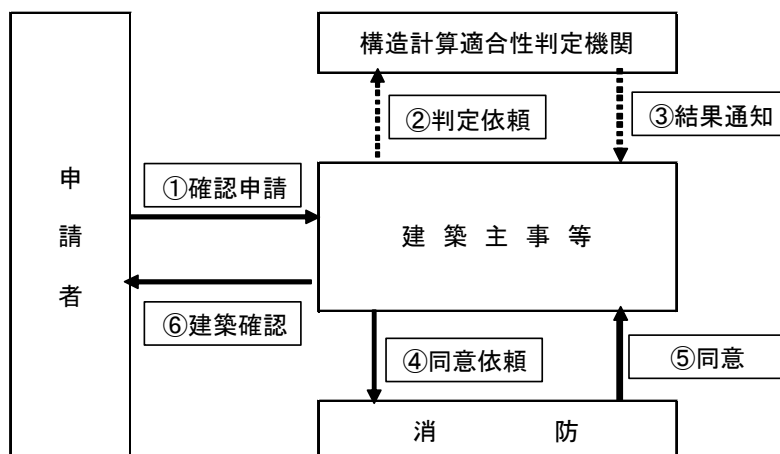 構造計算適合性判定機関
②判定依頼
③結果通知
申請者
①確認申請
建築主事等
⑥建築確認
④同意依頼
⑤同意
消防